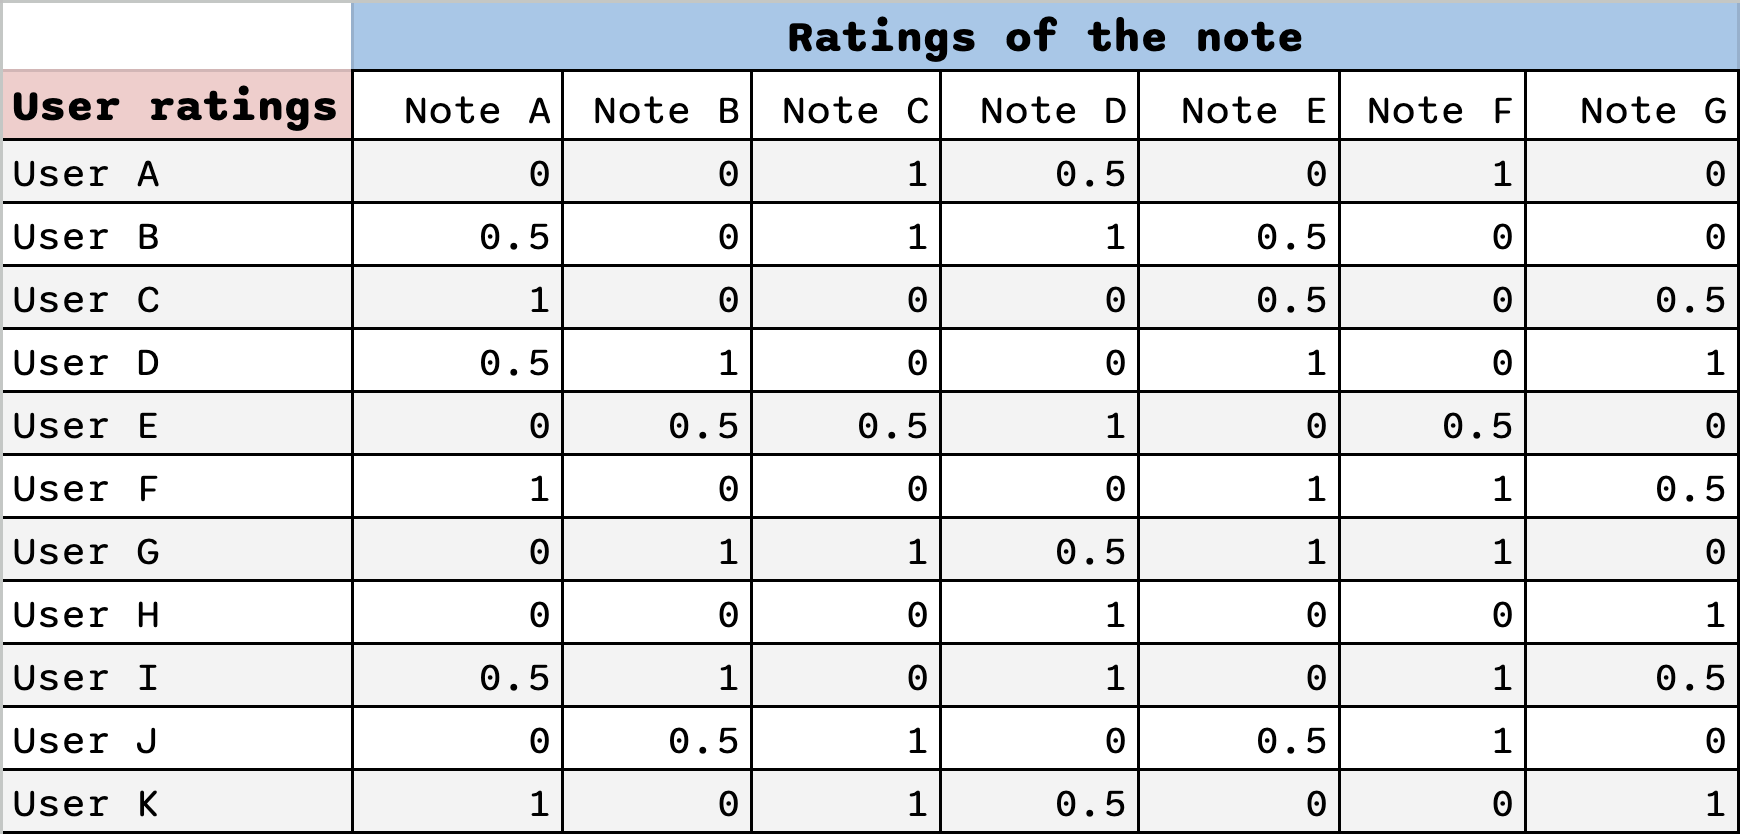 Ratings of the note
User ratings Note A Note B Note C Note D Note E Note F Note G
User A 0 0 1 0.5 0 1 0
User B 0.5 0 1 1 0.5 0 0
User C 1 0 0 0 0.5 0 0.5
User D 0.5 1 0 0 1 0 1
User E 0 0.5 0.5 1 0 0.5 0
User F 1 0 0 0 1 1 0.5
User G 0 1 1 0.5 1 1 0
User H 0 0 0 1 0 0 1
User I 0.5 1 0 1 0 1 0.5
User J 0 0.5 1 0 0.5 1 0
User K 1 0 1 0.5 0 0 1